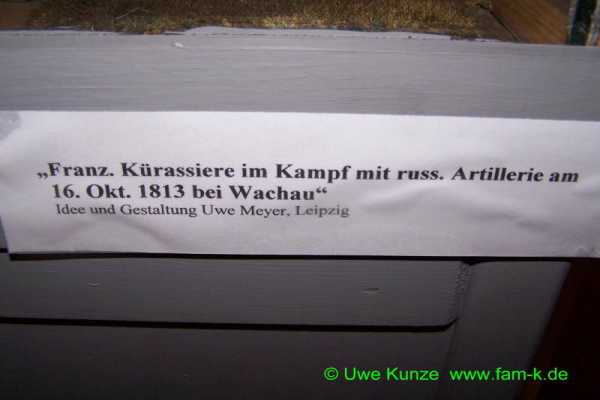 „Franz. Kürassiere im Kampf mit russ. Artillerie am
16. Okt. 1813 bei Wachau“
Idee und Gestaltung Uwe Meyer, Leipzig
© Uwe Kunze www.fam-k.de